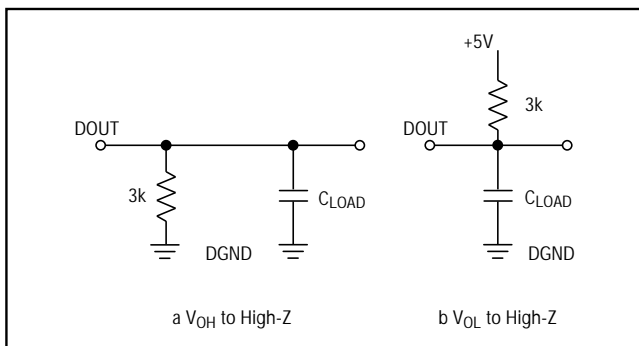 +5V
3k
DOUT
DOUT
3k
CLOAD
CLOAD
DGND
DGND
a VOH to High-Z
b VOL to High-Z